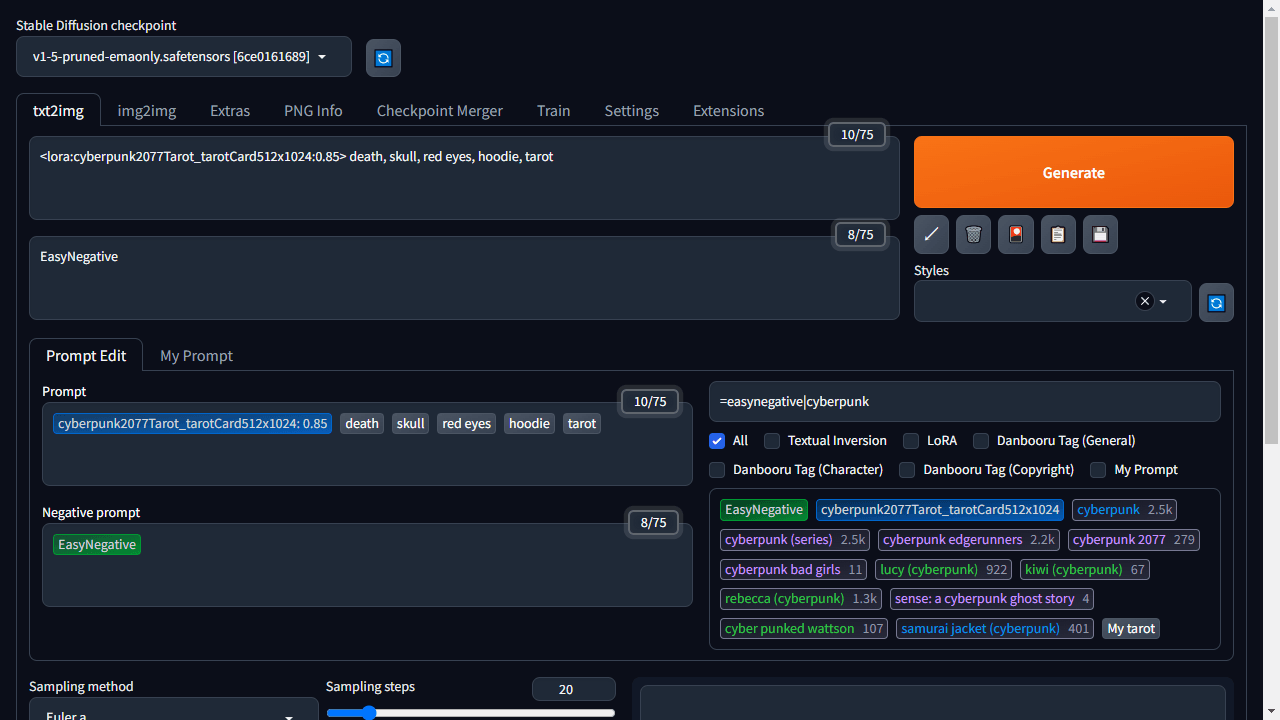 Stable Diffusion checkpoint
v1-5-pruned-emaonly.safetensors [6ce0161689]
txt2img img2img Extras PNG Info Checkpoint Merger Train Settings Extensions
10/75
<lora:cyberpunk2077Tarot_tarotCard512x1024:0.85> death, skull, red eyes, hoodie, tarot
Generate
8/75
EasyNegative
Styles
Prompt Edit My Prompt
Prompt
10/75
cyberpunk2077Tarot_tarotCard512x1024: 0.85 death skull red eyes hoodie tarot
Negative prompt
8/75
EasyNegative
=easynegative|cyberpunk
All Textual Inversion LoRA Danbooru Tag (General)
Danbooru Tag (Character) Danbooru Tag (Copyright) My Prompt
EasyNegative cyberpunk2077Tarot_tarotCard512x1024 cyberpunk 2.5k
cyberpunk (series) 2.5k cyberpunk edgerunners 2.2k cyberpunk 2077 279
cyberpunk bad girls 11 lucy (cyberpunk) 922 kiwi (cyberpunk) 67
rebecca (cyberpunk) 1.3k sense: a cyberpunk ghost story 4
cyber punked wattson 107 samurai jacket (cyberpunk) 401 My tarot
Sampling method
Euler a
Sampling steps
20